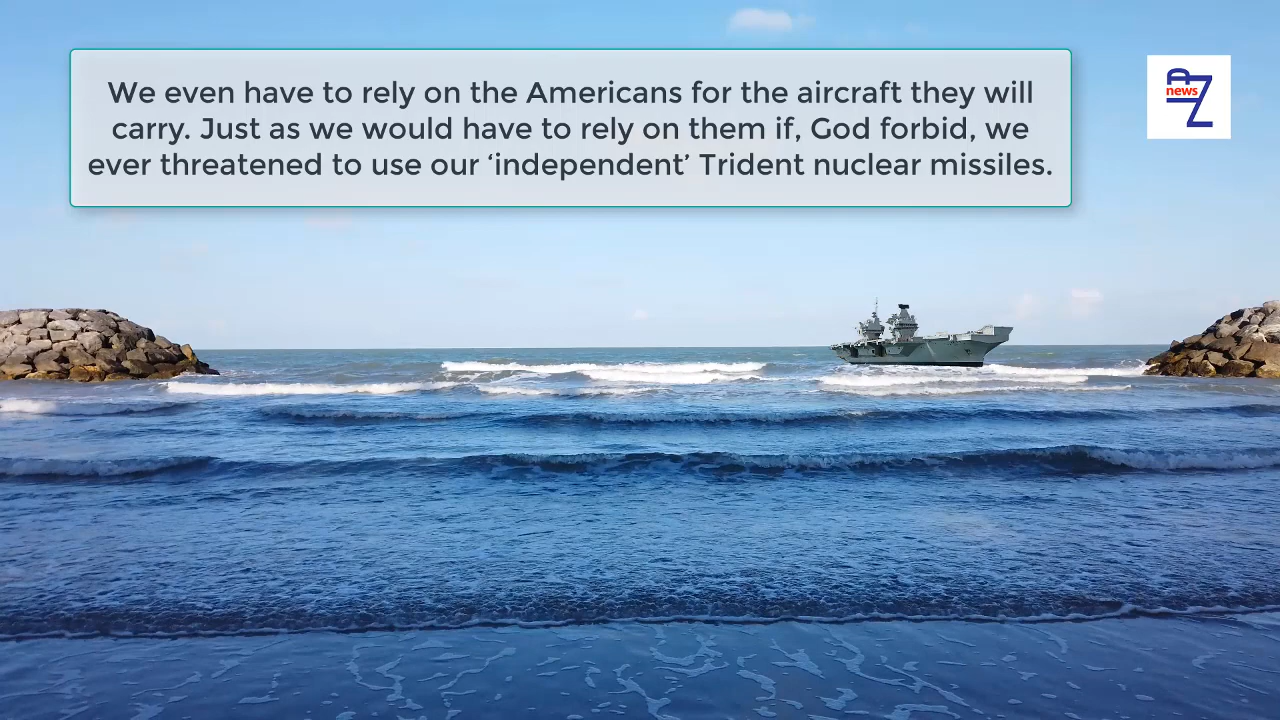 We even have to rely on the Americans for the aircraft they will
carry. Just as we would have to rely on them if, God forbid, we
ever threatened to use our ‘independent’ Trident nuclear missiles.
AZ
news